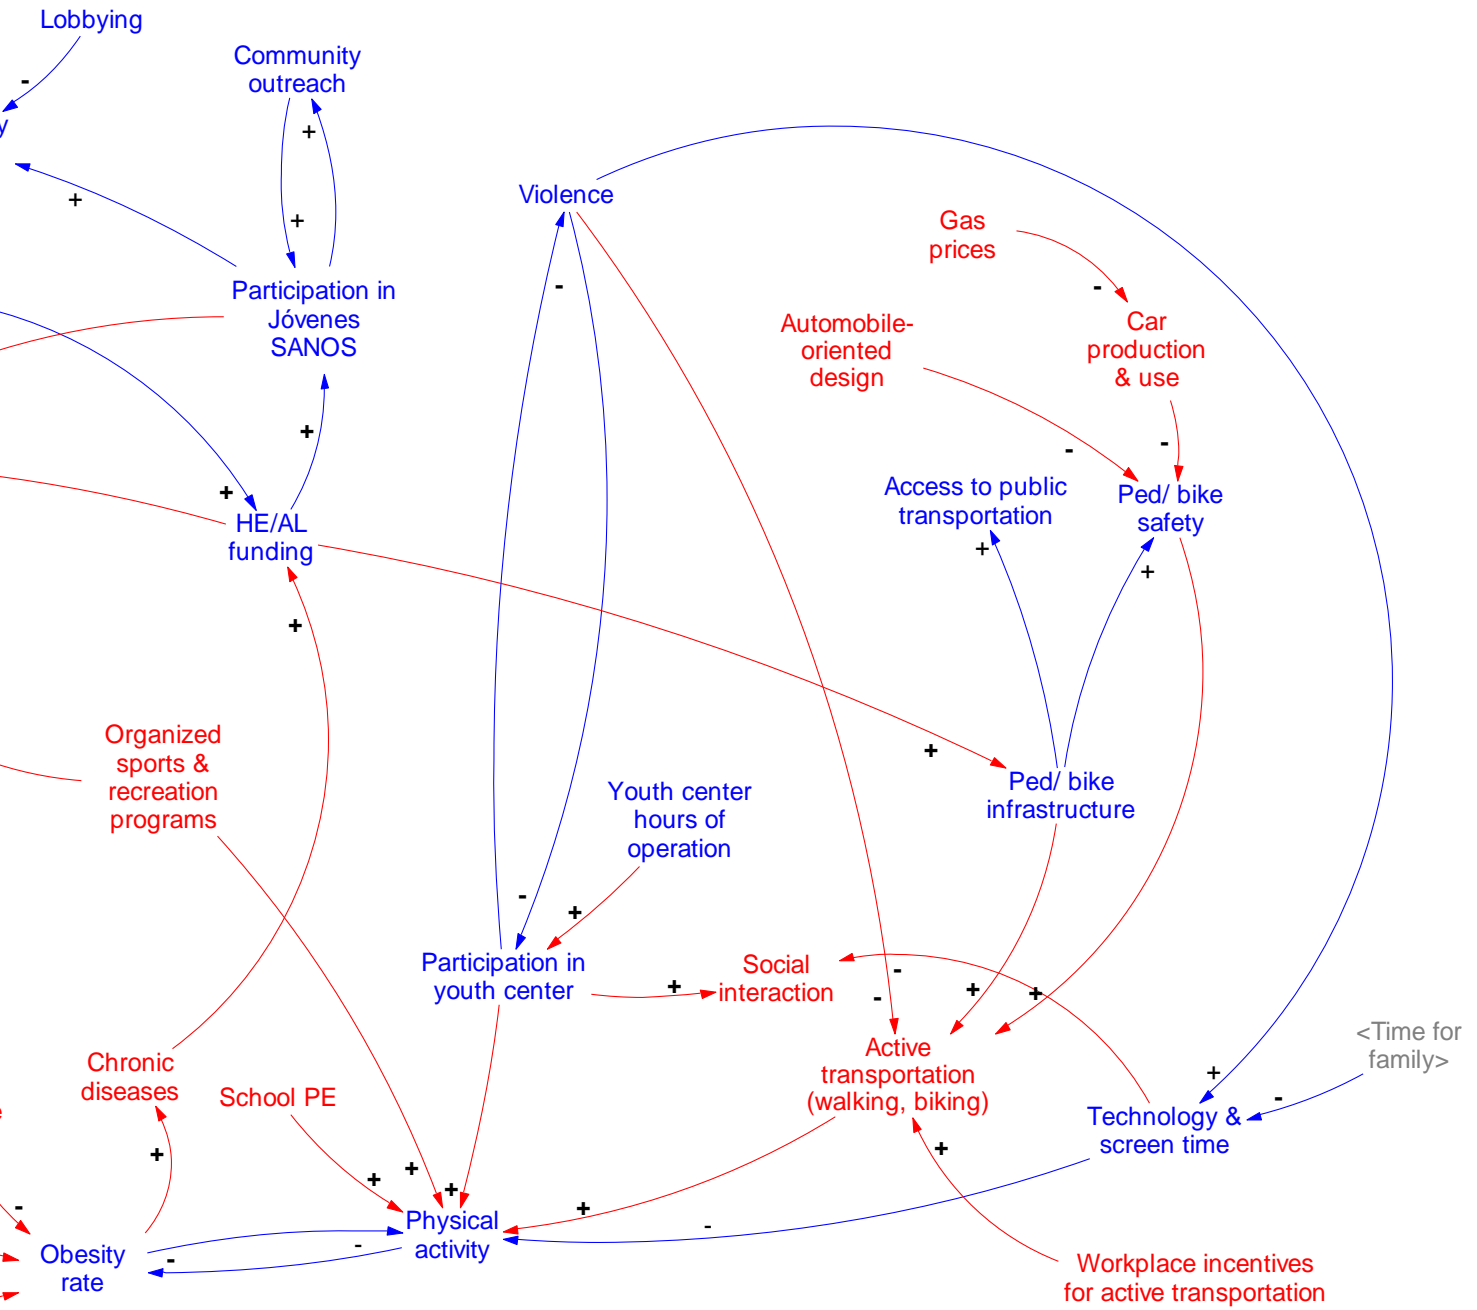 Lobbying
-
Community
outreach
y
+
+
+
Violence
Gas
prices
-
-
Participation in
Jóvenes
SANOS
Automobile-
oriented
design
Car
production
& use
+
-
-
+
Access to public
transportation
Ped/ bike
safety
HE/AL
funding
+
+
+
Organized
sports &
recreation
programs
+
Ped/ bike
infrastructure
Youth center
hours of
operation
-
+
Participation in
youth center
+
Social
interaction
-
-
+
+
<Time for
family>
Chronic
diseases
School PE
Active
transportation
(walking, biking)
+
-
Technology &
screen time
e
+
+
+
+
+
+
-
-
Physical
activity
-
-
Obesity
rate
Workplace incentives
for active transportation